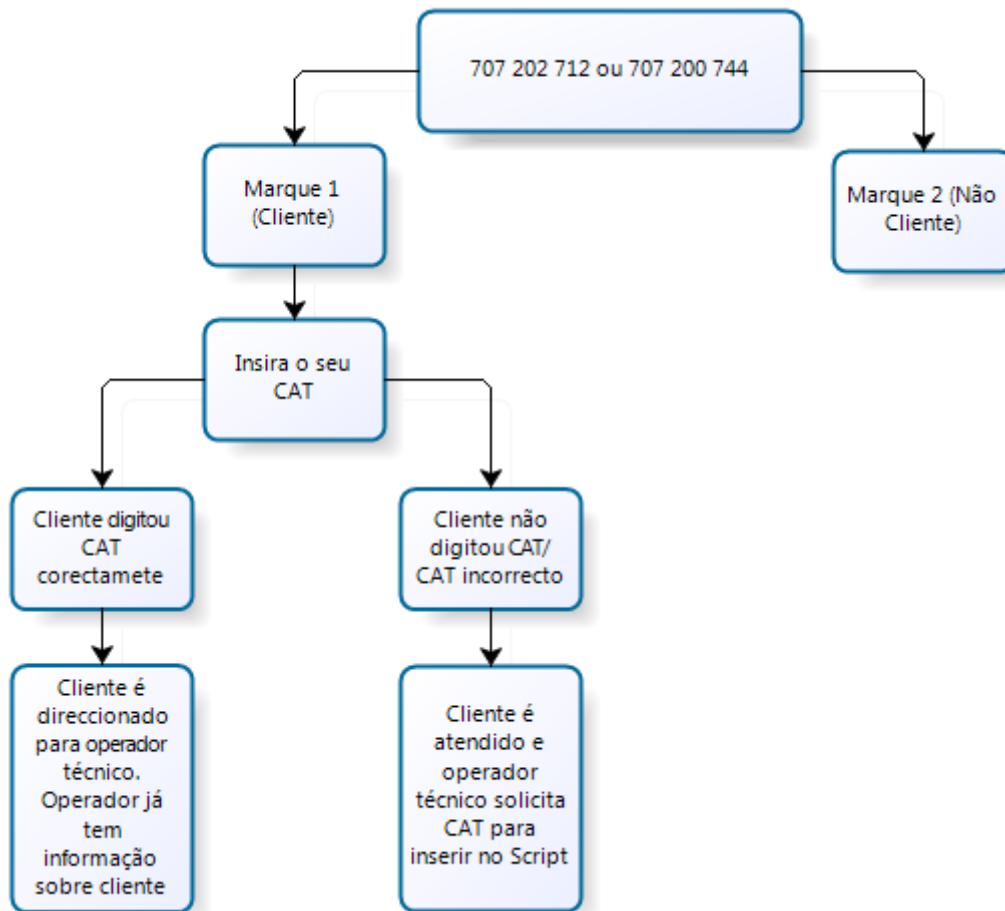 707 202 712 ou 707 200 744
Marque 1
(Cliente)
Marque 2 (Não
Cliente)
Insira o seu
CAT
Cliente digitou
CAT
corectamete
Cliente não
digitou CAT/
CAT incorrecto
Cliente é
direccionado
para operador
técnico.
Operador já
tem
informação
sobre cliente
Cliente é
atendido e
operador
técnico solicita
CAT para
inserir no Script